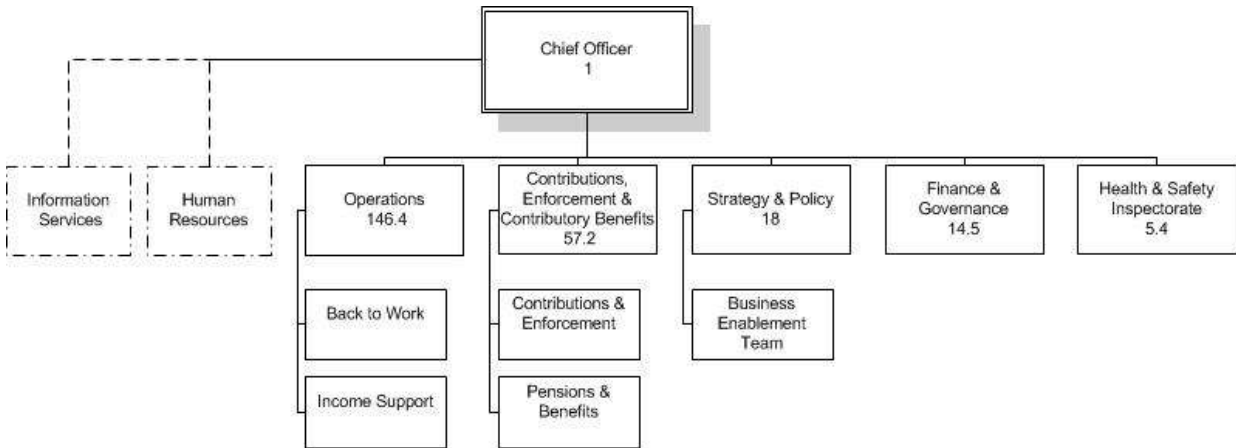 Chief Officer
1
Information
Services
Human
Resources
Operations
146.4
Contributions,
Enforcement &
Contributory Benefits
57.2
Strategy & Policy
18
Finance &
Governance
14.5
Health & Safety
Inspectorate
5.4
Back to Work
Contributions &
Enforcement
Business
Enablement
Team
Income Support
Pensions &
Benefits